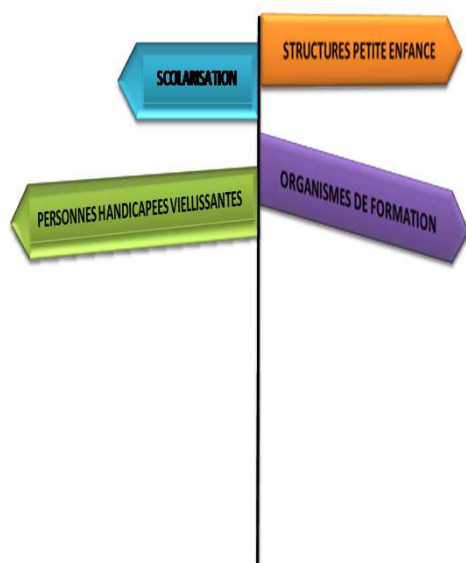 STRUCTURES PETITE ENFANCE
SCOLARISATION
ORGANISMES DE FORMATION
PERSONNES HANDICAPEES VIELLISSANTES